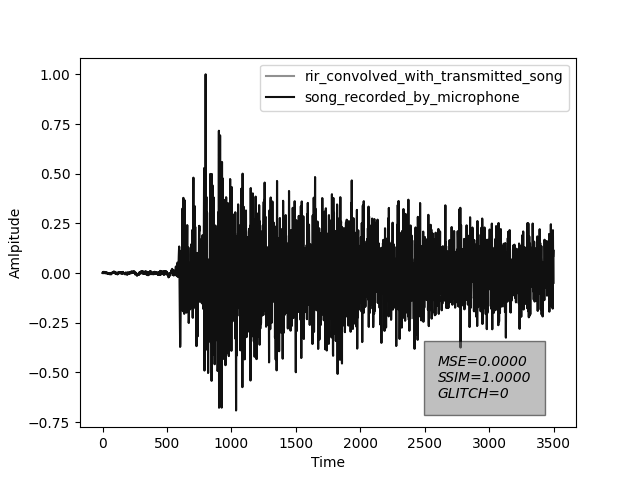 rir_convolved_with_transmitted_song
song_recorded_by_microphone
1.00
0.75
0.50
0.25
0.00
−0.25
−0.50
−0.75
Amlpitude
MSE=0.0000
SSIM=1.0000
GLITCH=0
0 500 1000 1500 2000 2500 3000 3500
Time